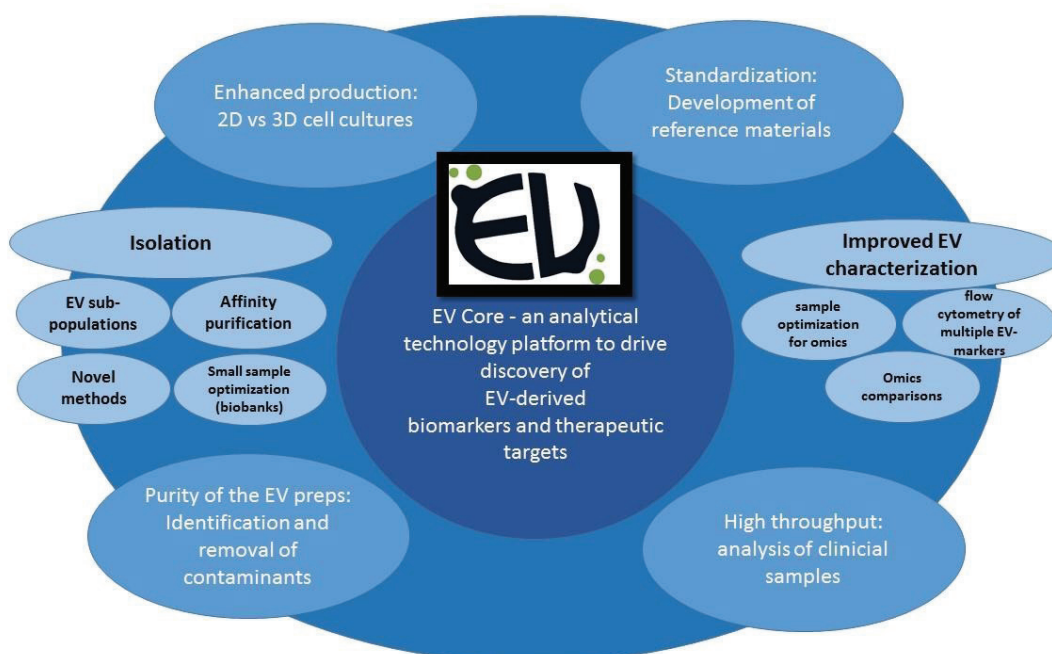 Enhanced production:
2D vs 3D cell cultures
Standardization:
Development of
reference materials
EV
Isolation
EV sub-
populations
Affinity
purification
Novel
methods
Small sample
optimization
(biobanks)
EV Core - an analytical
technology platform to drive
discovery of
EV-derived
biomarkers and therapeutic
targets
Improved EV
characterization
sample
optimization
for omics
flow
cytometry of
multiple EV-
markers
Omics
comparisons
Purity of the EV preps:
Identification and
removal of
contaminants
High throughput:
analysis of clinicial
samples